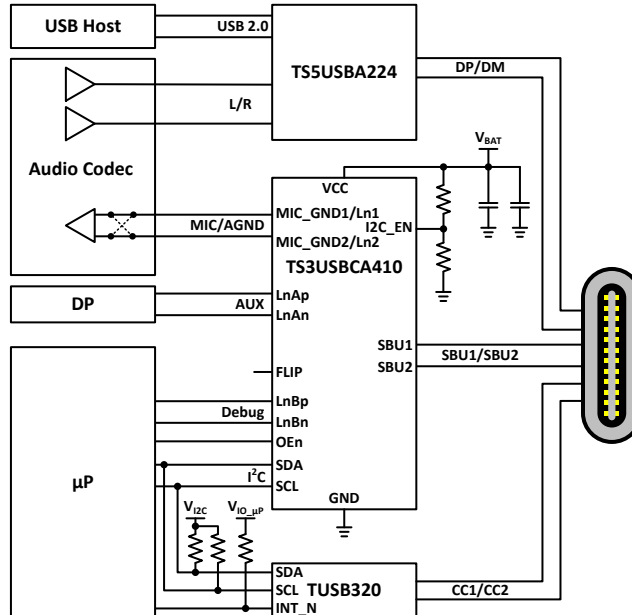 USB Host
USB 2.0
TS5USBA224
DP/DM
L/R
Audio Codec
VBAT
VCC
MIC_GND1/Ln1
MIC/AGND
I2C_EN
MIC_GND2/Ln2
TS3USBCA410
DP
LnAp
AUX
LnAn
SBU1
SBU1/SBU2
SBU2
FLIP
LnBp
Debug
LnBn
OEn
µP
SDA
I²C
SCL
GND
VI2C
VIO_µP
SDA
SCL
TUSB320
CC1/CC2
INT_N